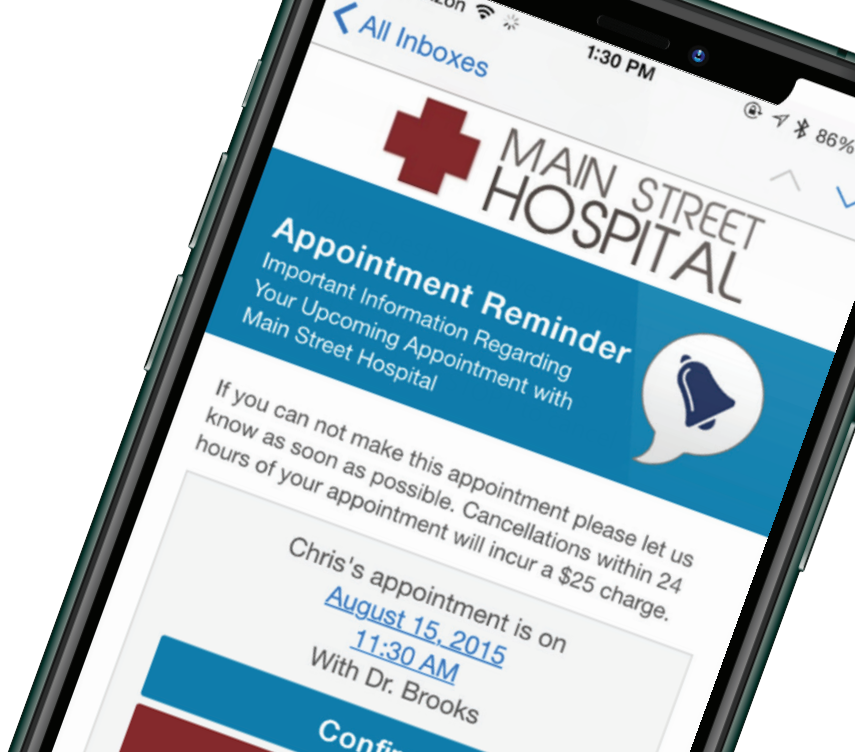 All Inboxes
1:30 PM
86%
MAIN STREET
HOSPITAL
Appointment Reminder
Important Information Regarding
Your Upcoming Appointment with
Main Street Hospital
If you can not make this appointment please let us
know as soon as possible. Cancellations within 24
hours of your appointment will incur a $25 charge.
Chris's appointment is on
August 15, 2015
11:30 AM
With Dr. Brooks